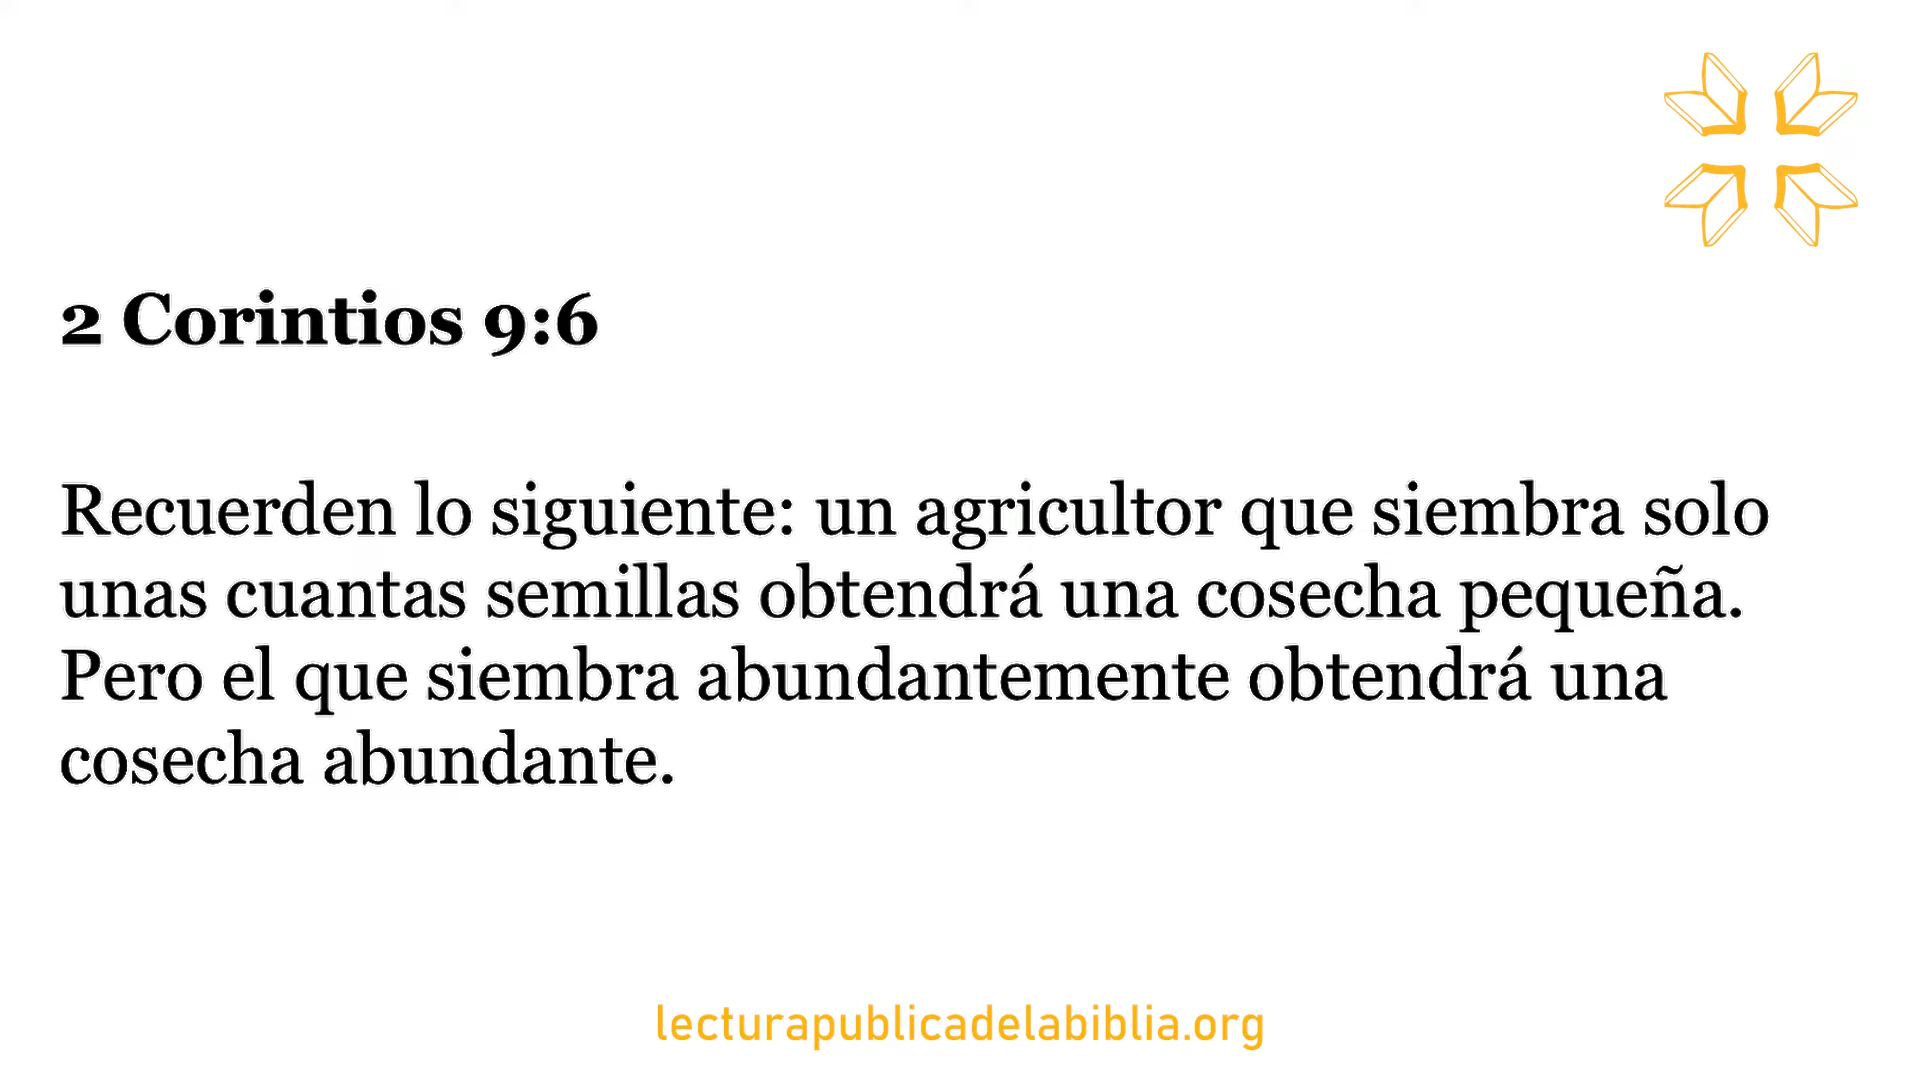 2 Corintios 9:6
Recuerden lo siguiente: un agricultor que siembra solo
unas cuantas semillas obtendrá una cosecha pequeña.
Pero el que siembra abundantemente obtendrá una
cosecha abundante.
lecturapublicadelabiblia.org